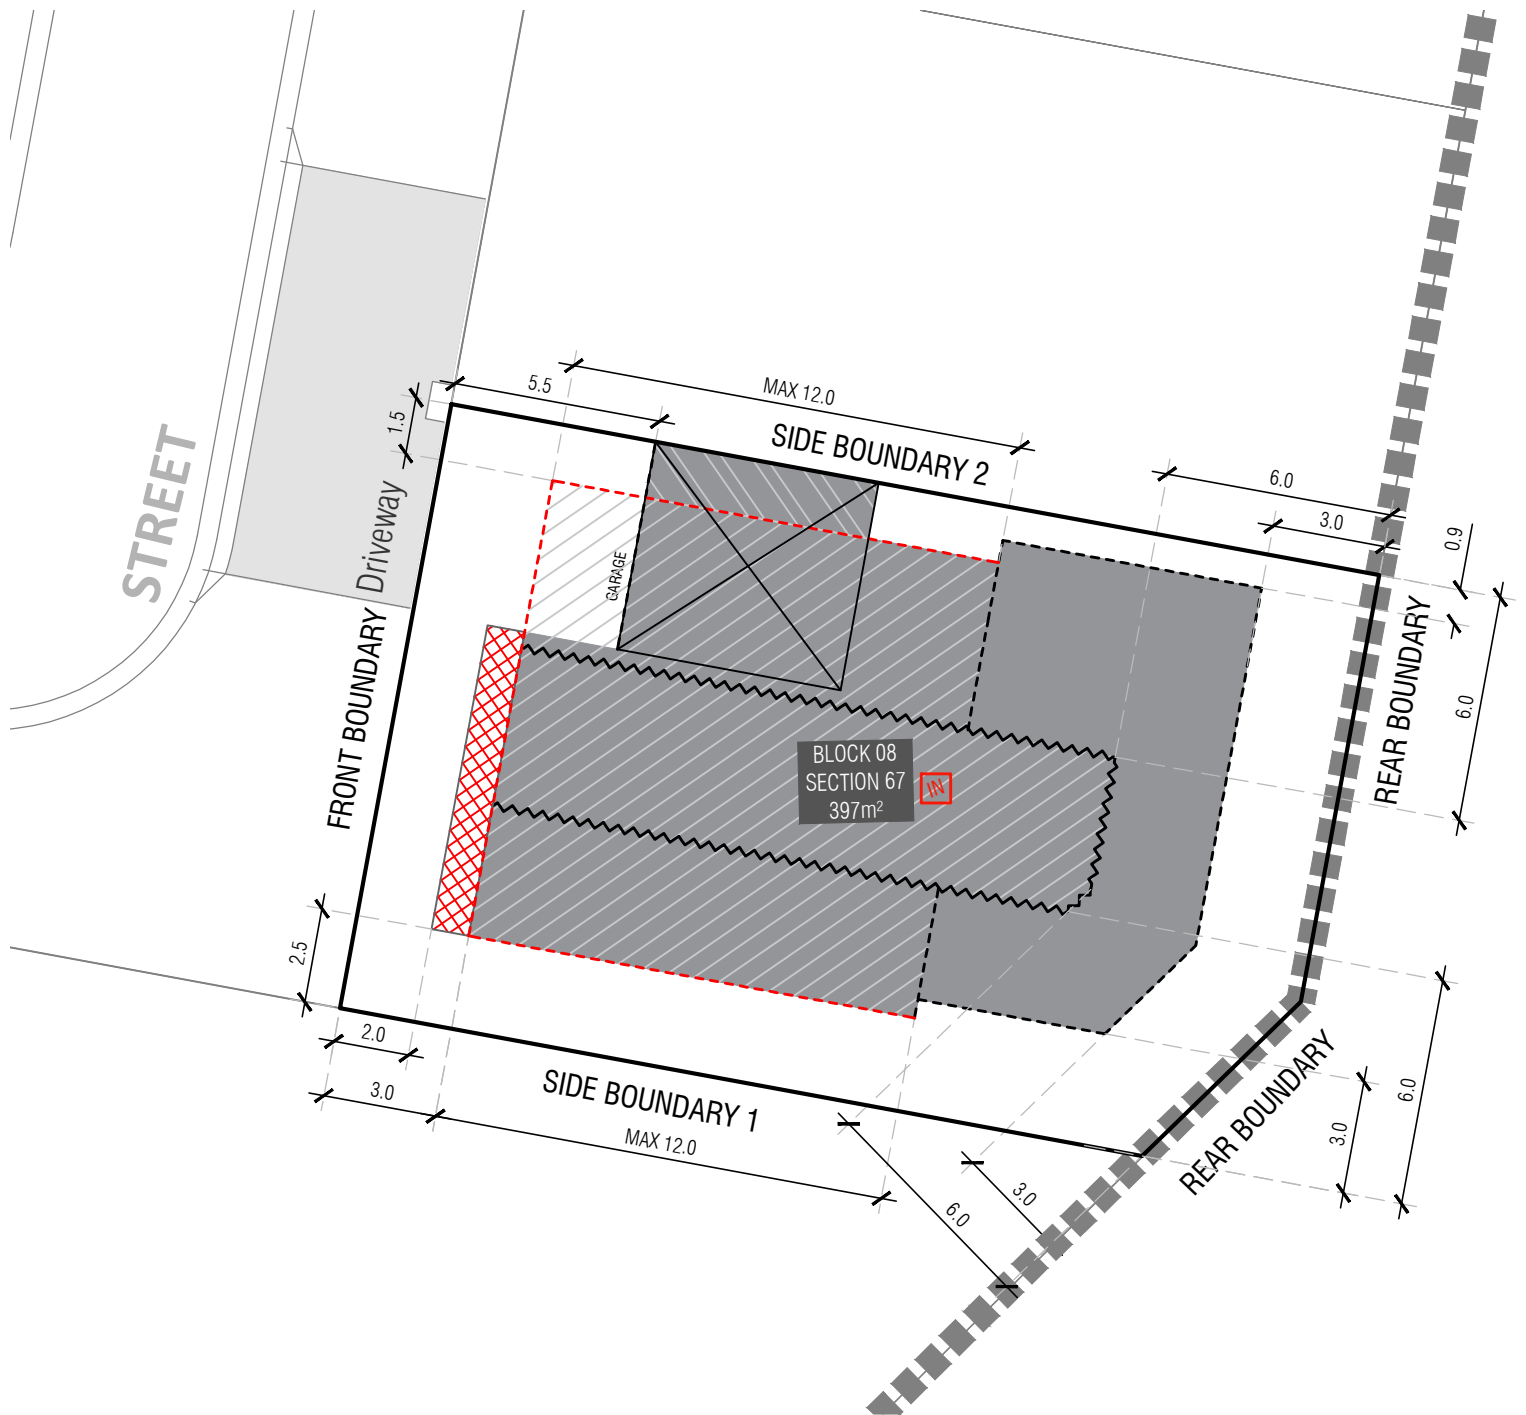 5.5
MAX 12.0
SIDE BOUNDARY 2
6.0
3.0
0.9
1.5
STREET
Driveway
GARAGE
FRONT BOUNDARY
REAR BOUNDARY
6.0
BLOCK 08
SECTION 67
397m²
IN
2.5
2.0
3.0
SIDE BOUNDARY 1
MAX 12.0
REAR BOUNDARY
6.0
3.0
3.0
6.0